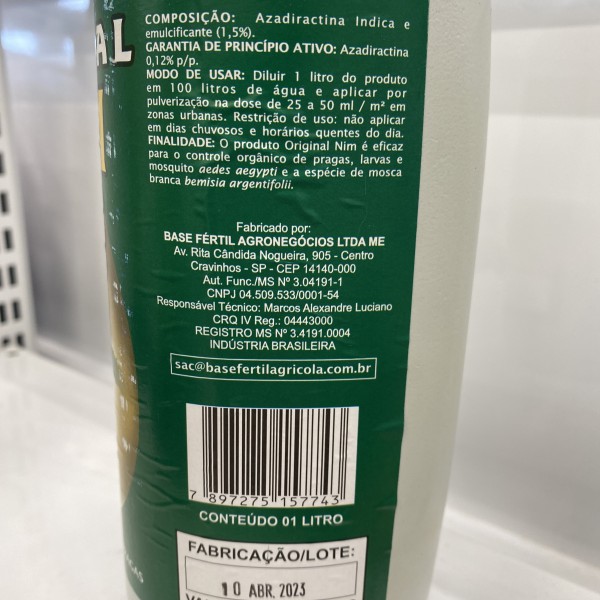 AL
COMPOSIÇÃO: Azadiractina Indica e
emulcificante (1,5%).
GARANTIA DE PRINCÍPIO ATIVO: Azadiractina
0,12% p/p.
MODO DE USAR: Diluir 1 litro do produto
em 100 litros de água e aplicar por
pulverização na dose de 25 a 50 ml / m² em
zonas urbanas. Restrição de uso: não aplicar
em dias chuvosos e horários quentes do dia.
FINALIDADE: O produto Original Nim é eficaz
para o controle orgânico de pragas, larvas e
mosquito aedes aegypti e a espécie de mosca
branca bemisia argentifolii.
Fabricado por:
BASE FÉRTIL AGRONEGÓCIOS LTDA ME
Av. Rita Cândida Nogueira, 905 - Centro
Cravinhos - SP - CEP 14140-000
Aut. Func./MS Nº 3.04191-1
CNPJ 04.509.533/0001-54
Responsável Técnico: Marcos Alexandre Luciano
CRQ IV Reg.: 04443000
REGISTRO MS Nº 3.4191.0004
INDÚSTRIA BRASILEIRA
sac@basefertilagricola.com.br
7 897275 157743
CONTEÚDO 01 LITRO
FABRICAÇÃO/LOTE:
10 ABR. 2023